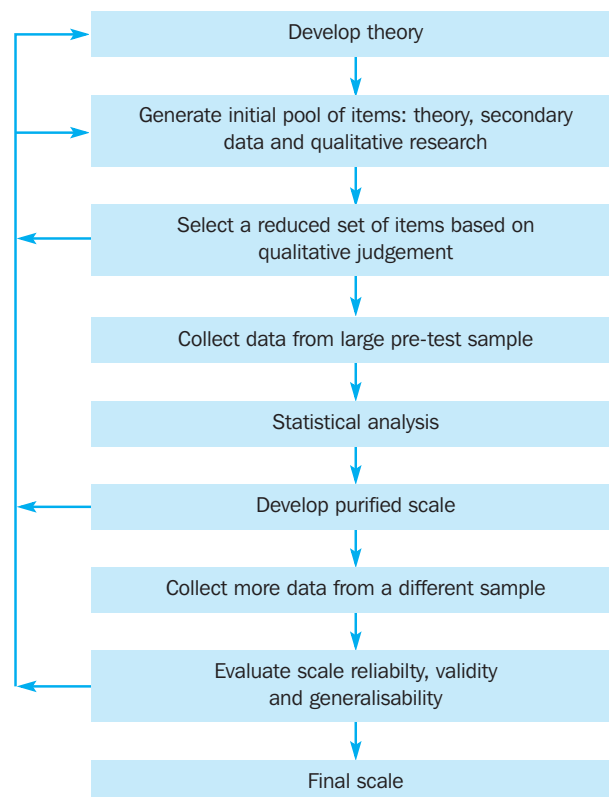 Develop theory
Generate initial pool of items: theory, secondary
data and qualitative research
Select a reduced set of items based on
qualitative judgement
Collect data from large pre-test sample
Statistical analysis
Develop purified scale
Collect more data from a different sample
Evaluate scale reliabilty, validity
and generalisability
Final scale